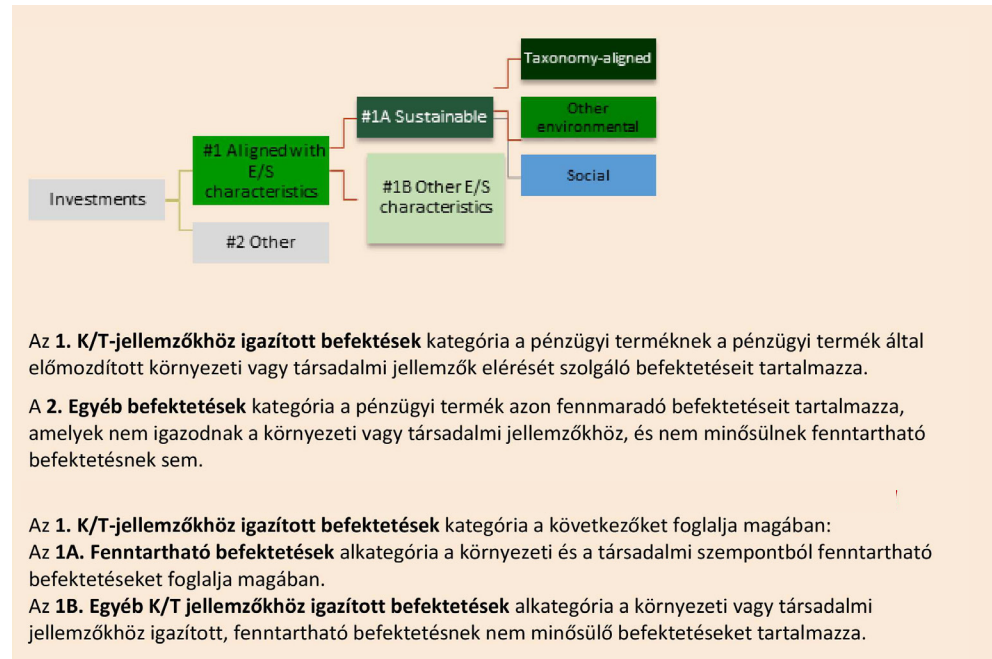 Taxonomy-aligned
#1A Sustainable
Other
environmental
#1 Aligned with
E/S
characteristics
#1B Other E/S
characteristics
Social
Investments
#2 Other
Az 1. K/T-jellemzőkhöz igazított befektésések kategória a pénzügyi terméknek a pénzügyi termék által
előmozdított környezeti vagy társadalmi jellemzők elérését szolgáló befektetéseit tartalmazza.
A 2. Egyéb befektetések kategória a pénzügyi termék azon fennmaradó befektetéseit tartalmazza,
amelyek nem igazodnak a környezeti vagy társadalmi jellemzőkhöz, és nem minősülnek fenntartható
befektetésnek sem.
Az 1. K/T-jellemzőkhöz igazított befektetések kategória a következőket foglalja magában:
Az 1A. Fenntartható befektetések alkategória a környezeti és a társadalmi szempontból fenntartható
befektetéseket foglalja magában.
Az 1B. Egyéb K/T jellemzőkhöz igazított befektetések alkategória a környezeti vagy társadalmi
jellemzőkhöz igazított, fenntartható befektetésnek nem minősülő befektetéseket tartalmazza.